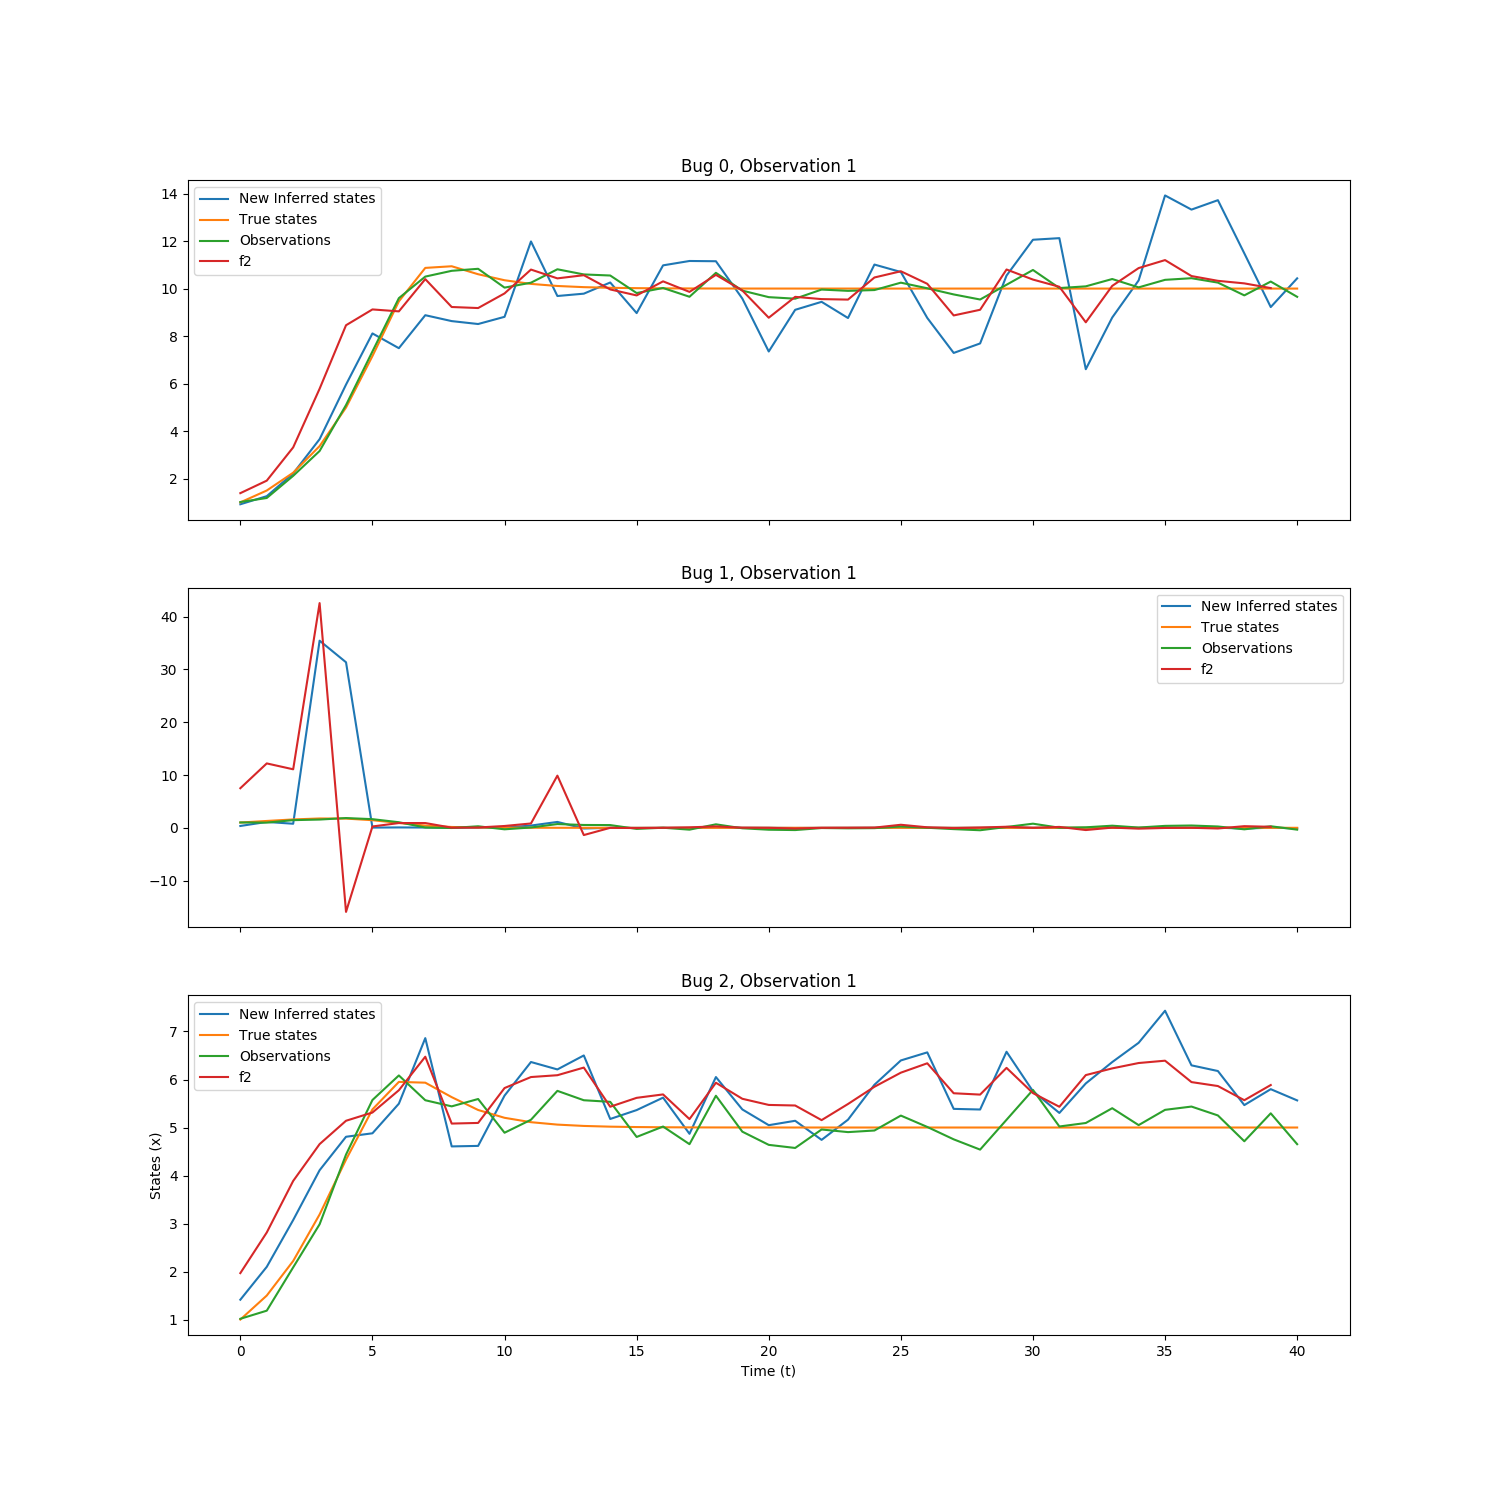 Bug 0, Observation 1
14
12
10
8
6
4
2
New Inferred states
True states
Observations
f2
Bug 1, Observation 1
40
30
20
10
0
−10
New Inferred states
True states
Observations
f2
Bug 2, Observation 1
7
6
5
4
3
2
1
States (x)
New Inferred states
True states
Observations
f2
0 5 10 15 20 25 30 35 40
Time (t)